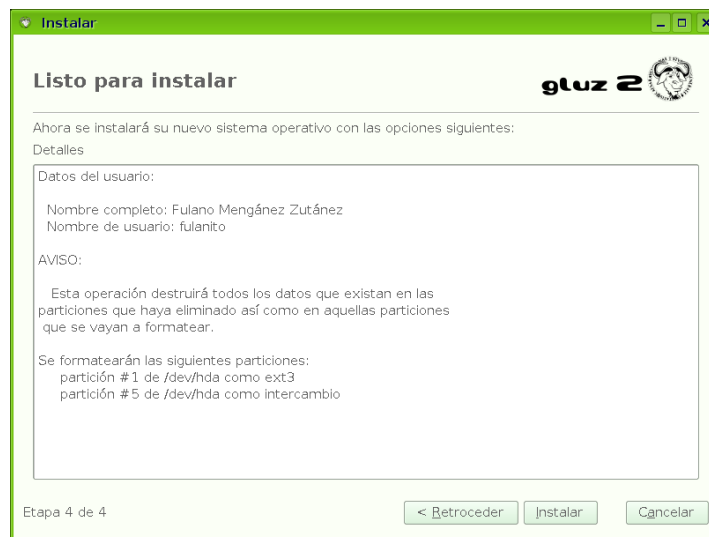 Instalar
Listo para instalar
gluz 2
Ahora se instalará su nuevo sistema operativo con las opciones siguientes:
Detalles
Datos del usuario:
Nombre completo: Fulano Mengánez Zutánez
Nombre de usuario: fulanito
AVISO:
Esta operación destruirá todos los datos que existan en las
particiones que haya eliminado así como en aquellas particiones
que se vayan a formatear.
Se formatearán las siguientes particiones:
partición #1 de /dev/hda como ext3
partición #5 de /dev/hda como intercambio
Etapa 4 de 4
< Retroceder
Instalar
Cancelar